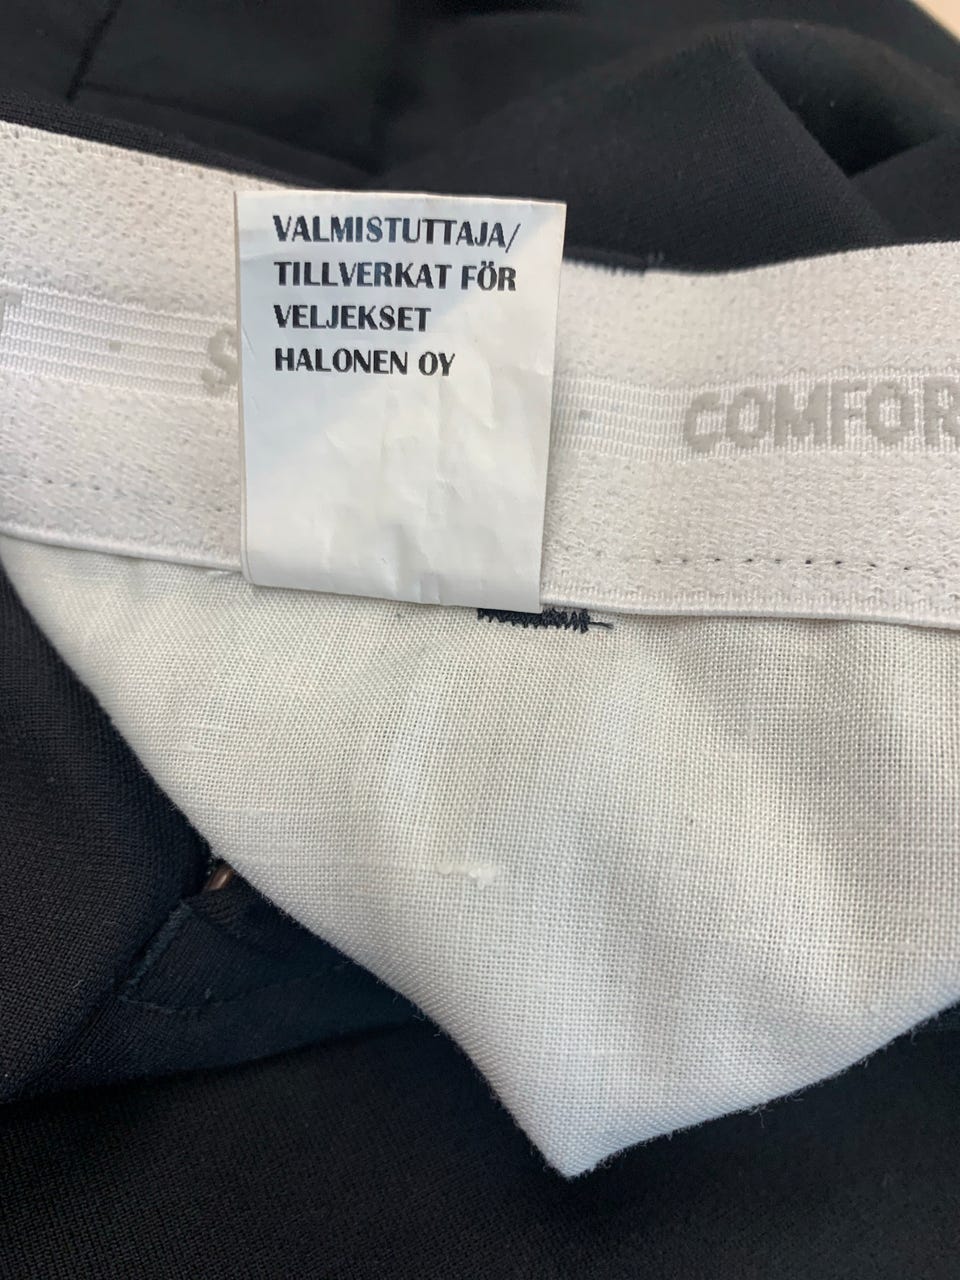 VALMISTUTTAJA/
TILLVERKAT FÖR
VELJEKSET
HALONEN OY
COMFOR